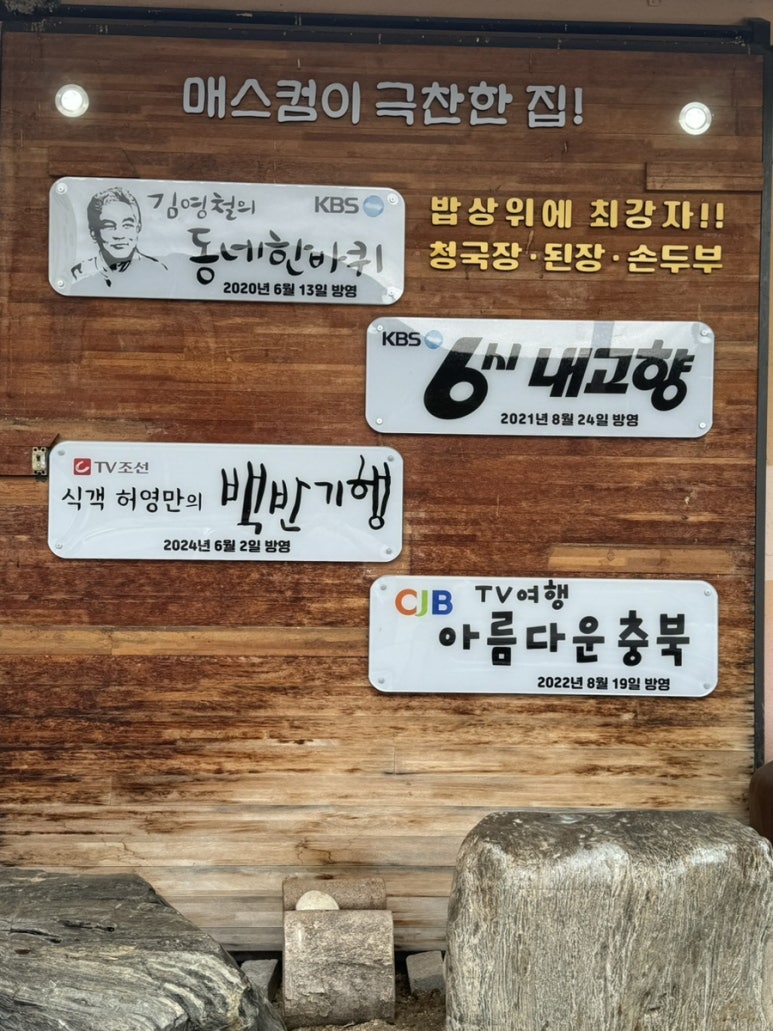 매스컴이 극찬한 집!
김영철의 KBS
동네한바퀴
2020년 6월 13일 방영
밥상위에 최강자!!
청국장·된장·손두부
KBS
6시 내고향
2021년 8월 24일 방영
TV조선
식객 허영만의 백반기행
2024년 6월 2일 방영
CJB TV여행
아름다운충북
2022년 8월 19일 방영